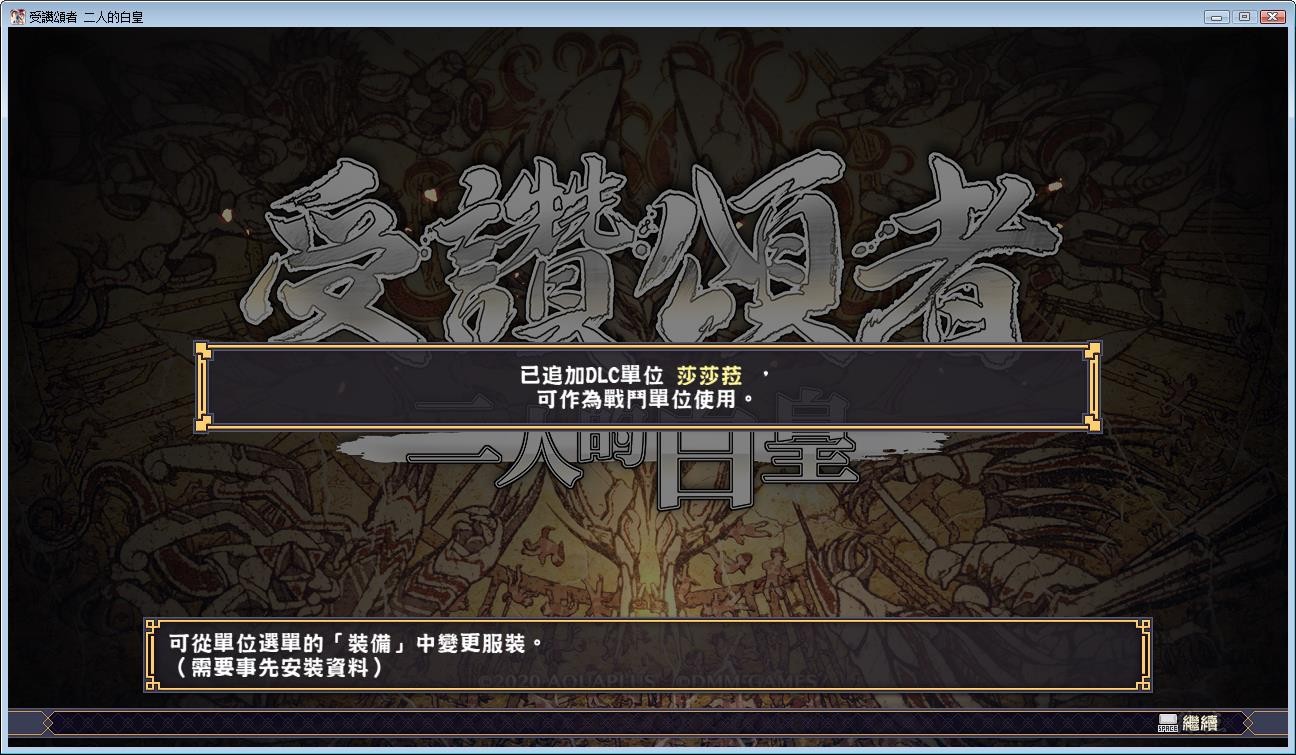 受讃頌者 二人的白皇
受讃頌者
已追加DLC單位 莎莎菈 ，
可作為戰鬥單位使用。
二人的白皇
可從單位選單的「裝備」中變更服裝。
（需要事先安裝資料）
©2020 AQUAPLUS ©DMM GAMES
SPACE 繼續